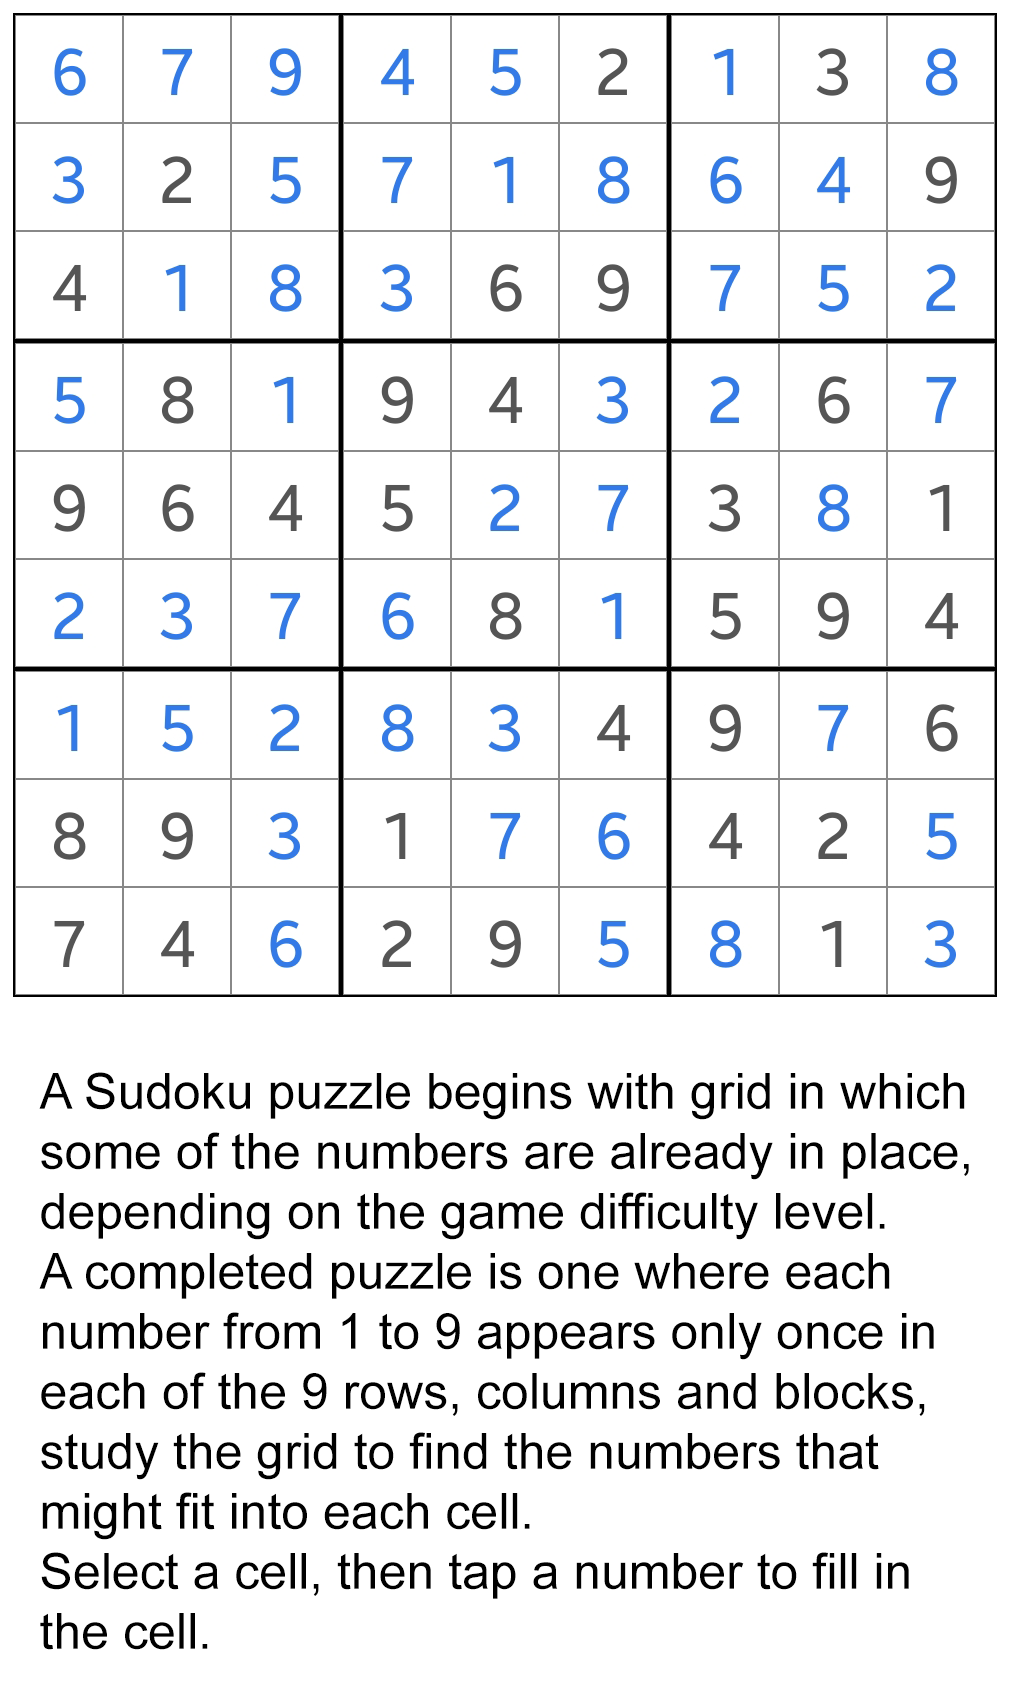 6 7 9 4 5 2 1 3 8
3 2 5 7 1 8 6 4 9
4 1 8 3 6 9 7 5 2
5 8 1 9 4 3 2 6 7
9 6 4 5 2 7 3 8 1
2 3 7 6 8 1 5 9 4
1 5 2 8 3 4 9 7 6
8 9 3 1 7 6 4 2 5
7 4 6 2 9 5 8 1 3
A Sudoku puzzle begins with grid in which
some of the numbers are already in place,
depending on the game difficulty level.
A completed puzzle is one where each
number from 1 to 9 appears only once in
each of the 9 rows, columns and blocks,
study the grid to find the numbers that
might fit into each cell.
Select a cell, then tap a number to fill in
the cell.